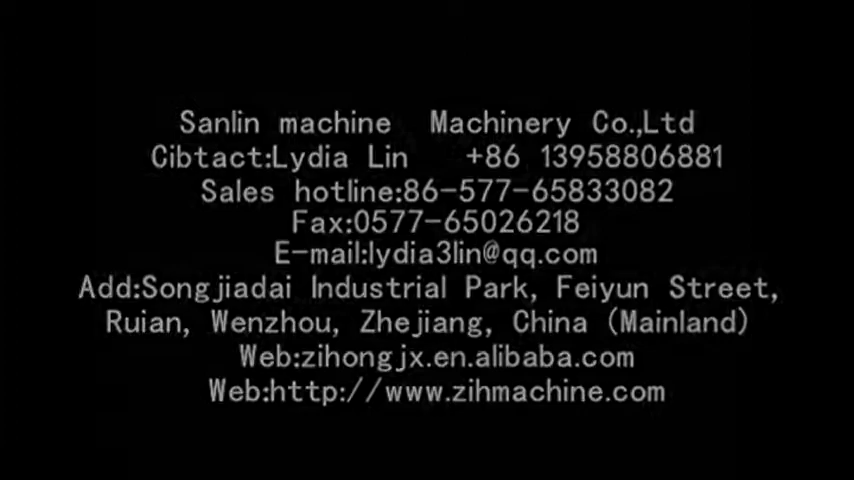 Sanlin machine  Machinery Co.,Ltd
Cibtact:Lydia Lin   +86 13958806881
Sales hotline:86-577-65833082
Fax:0577-65026218
E-mail:lydia3lin@qq.com
Add:Songjiadai Industrial Park, Feiyun Street,
Ruian, Wenzhou, Zhejiang, China (Mainland)
Web:zihongjx.en.alibaba.com
Web:http://www.zihmachine.com